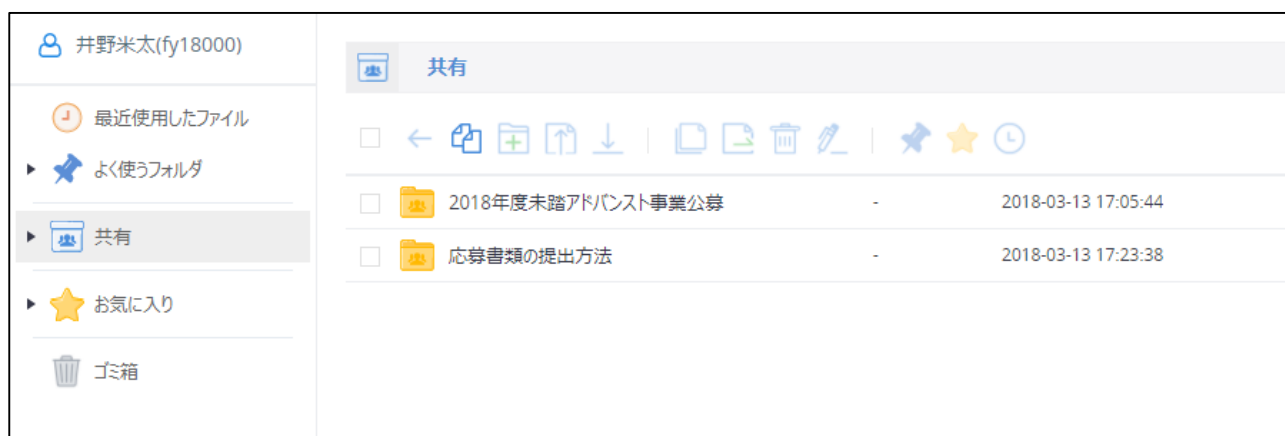 井野米太(fy18000)
最近使用したファイル
よく使うフォルダ
共有
お気に入り
ゴミ箱
共有
2018年度未踏アドバンスト事業公募 - 2018-03-13 17:05:44
応募書類の提出方法 - 2018-03-13 17:23:38